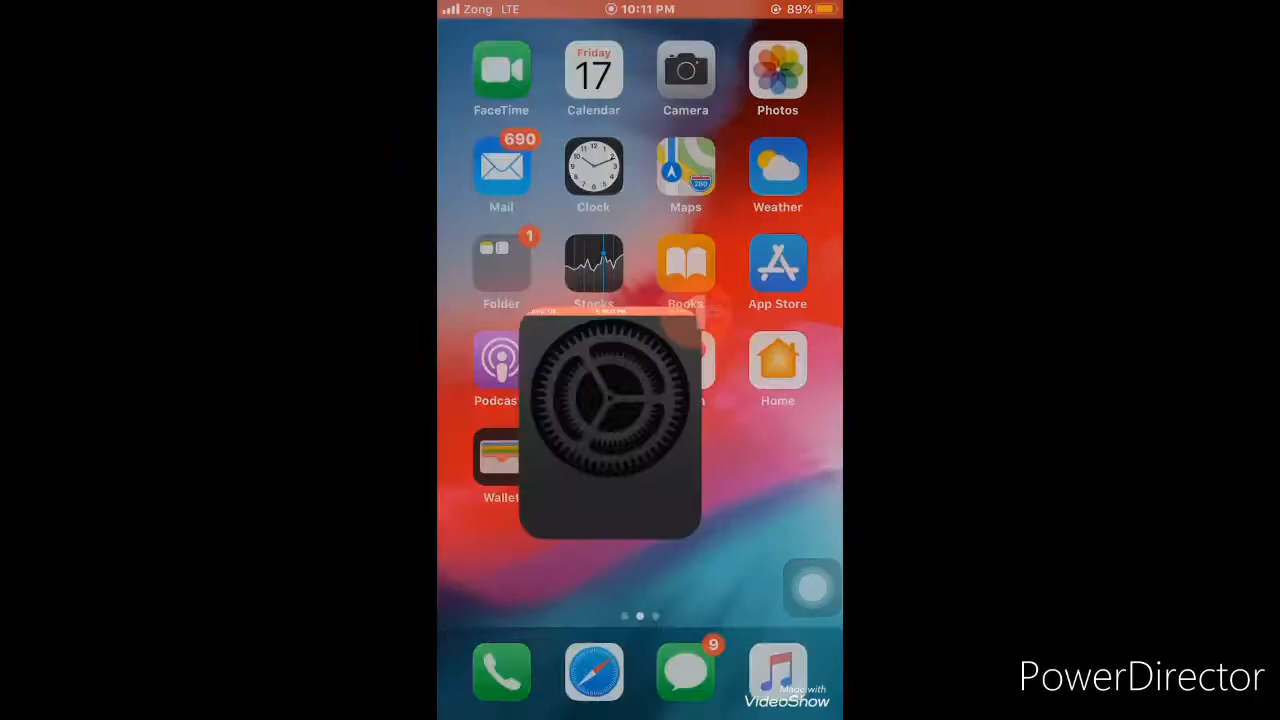 Zong LTE 10:11 PM 89%
Friday
17
FaceTime Calendar Camera Photos
690
280
Mail Clock Maps Weather
1
Folder Stocks Books App Store
Home
Wallet
9
Made with
VideoShow
PowerDirector